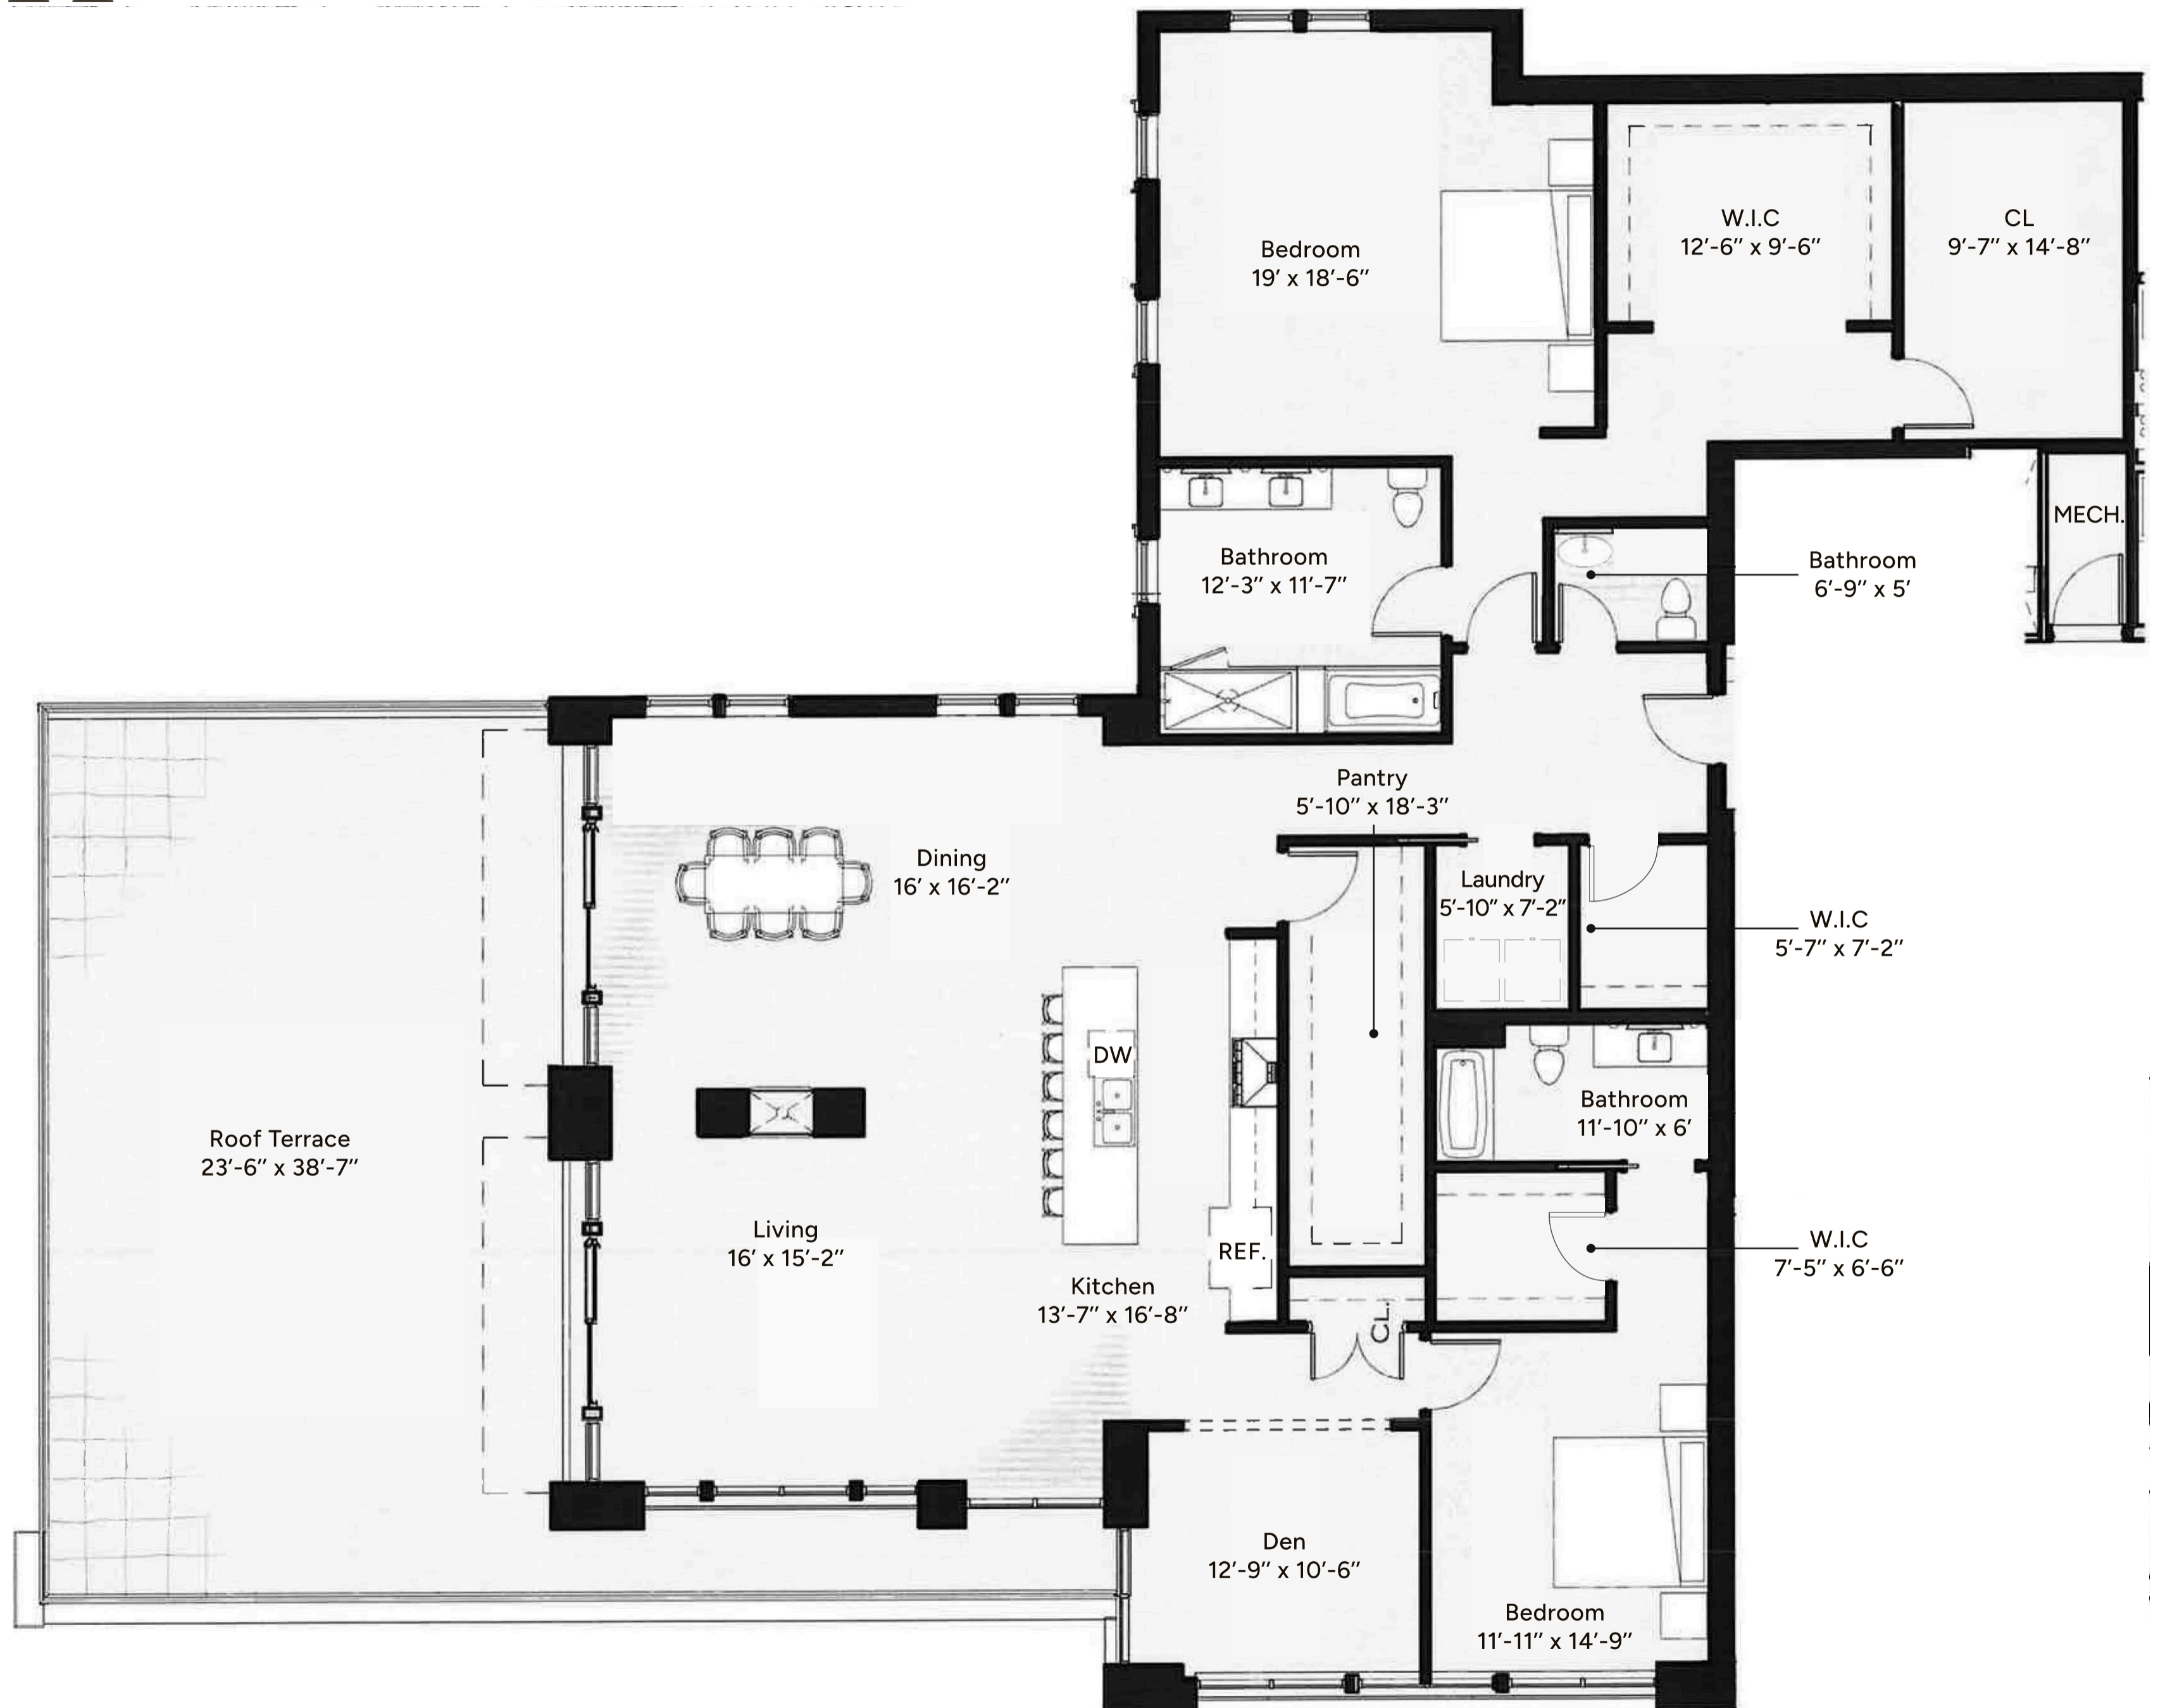 Bedroom
19’ x 18’-6”
W.I.C
12’-6” x 9’-6”
CL
9’-7” x 14’-8”
MECH.
Bathroom
12’-3” x 11’-7”
Bathroom
6’-9” x 5’
Pantry
5’-10” x 18’-3”
Dining
16’ x 16’-2”
Laundry
5’-10” x 7’-2”
W.I.C
5’-7” x 7’-2”
DW
Bathroom
11’-10” x 6’
Roof Terrace
23’-6” x 38’-7”
Living
16’ x 15’-2”
REF.
W.I.C
7’-5” x 6’-6”
Kitchen
13’-7” x 16’-8”
CL.
Den
12’-9” x 10’-6”
Bedroom
11’-11” x 14’-9”